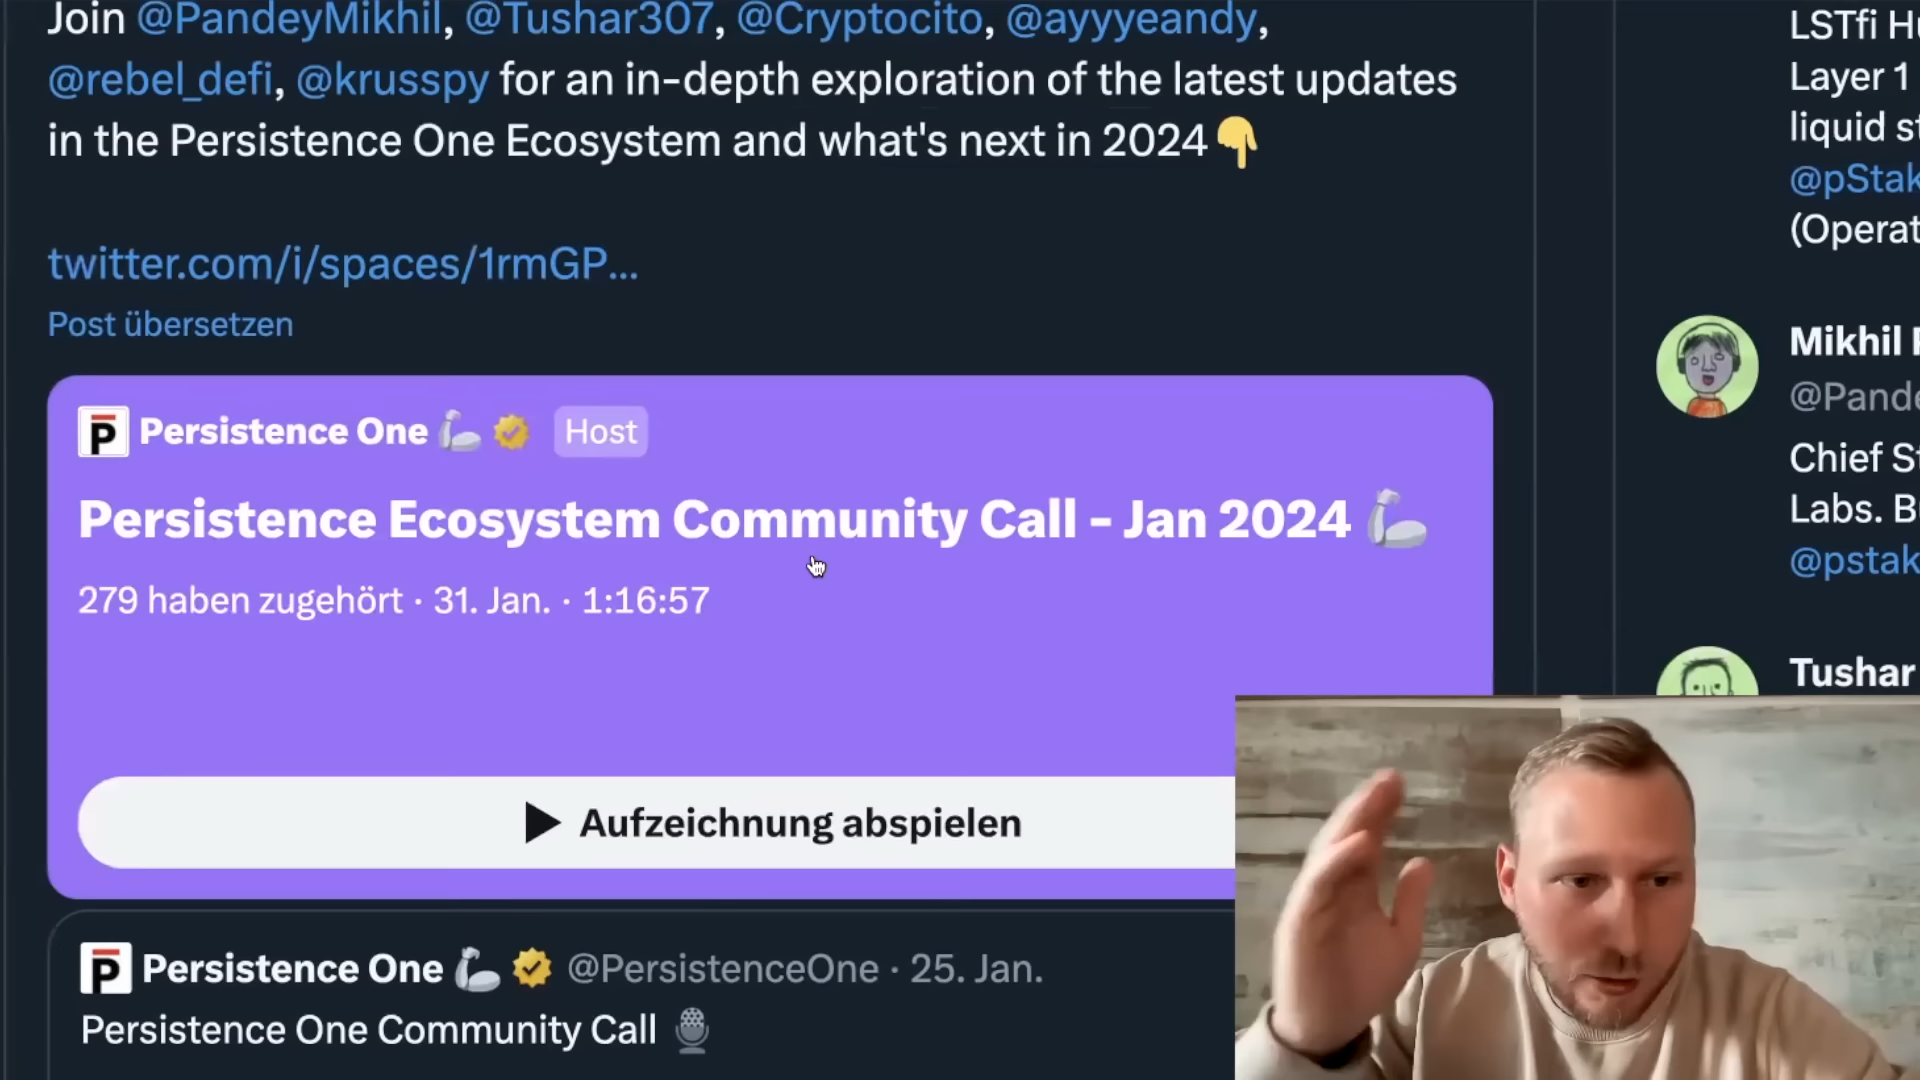 Join @PandeyMikhil, @Tushar307, @Cryptocito, @ayyyeandy,
@rebel_defi, @krusspy for an in-depth exploration of the latest updates
in the Persistence One Ecosystem and what's next in 2024👇
twitter.com/i/spaces/1rmGP...
Post übersetzen
Persistence One 🦾 Host
Persistence Ecosystem Community Call - Jan 2024 🦾
279 haben zugehört · 31. Jan. · 1:16:57
Aufzeichnung abspielen
Persistence One 🦾 @PersistenceOne · 25. Jan.
Persistence One Community Call 🎙
LSTfi
Layer 1
liquid
@pStak
(Operat
Mikhil
@Pande
Chief
Labs.
@pstak
Tushar